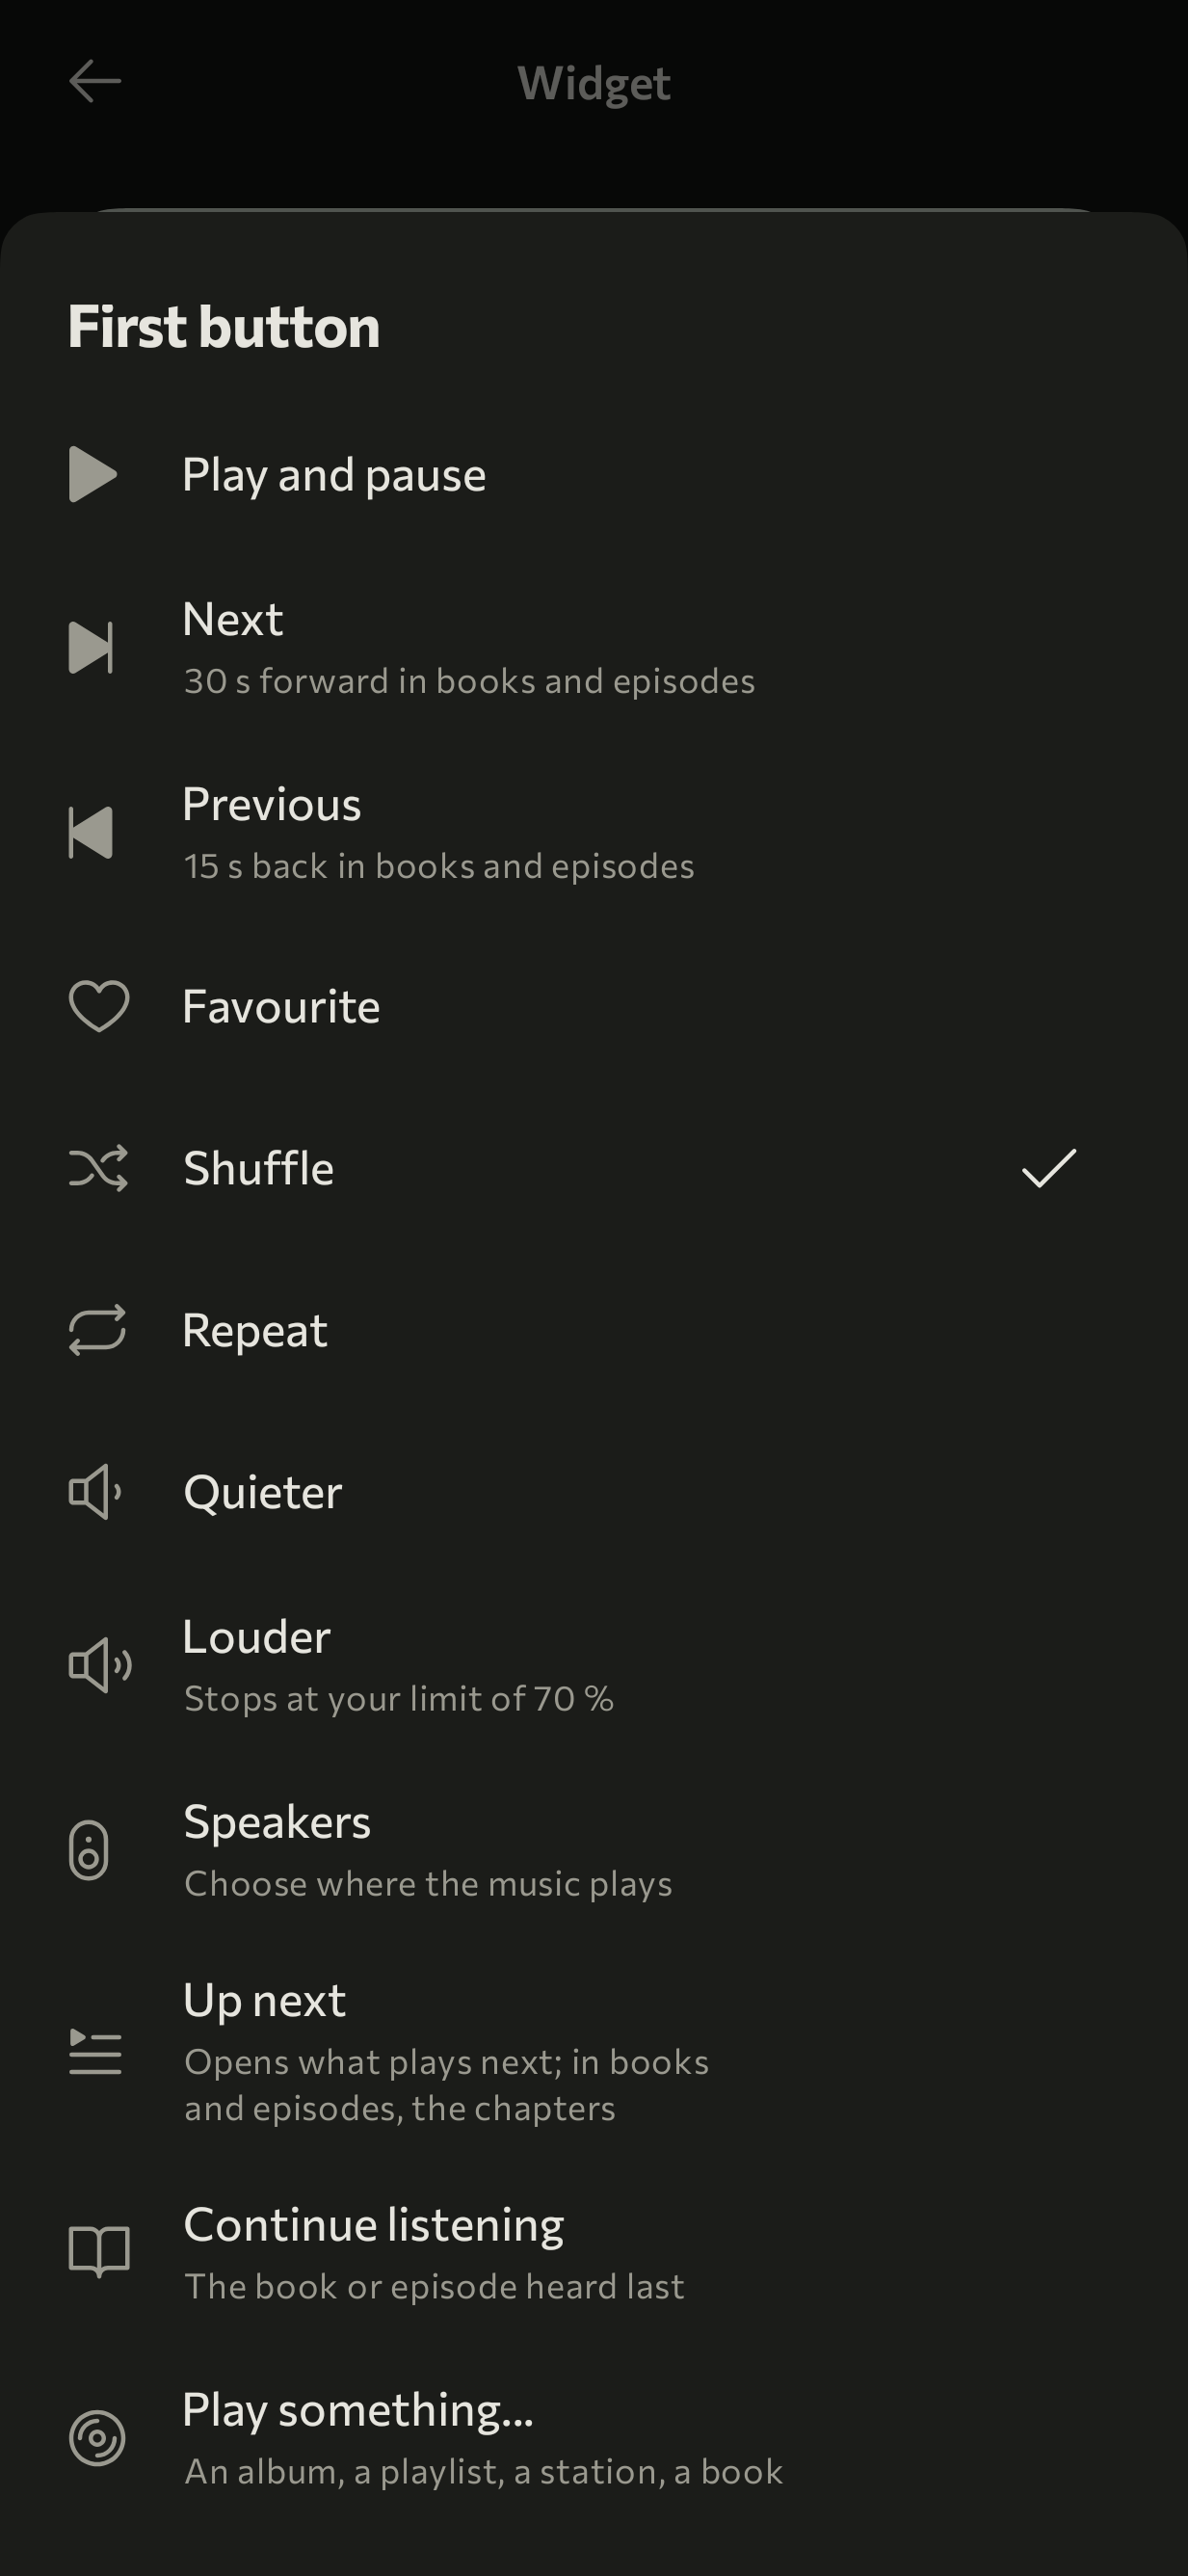 Widget
First button
Play and pause
Next
30 s forward in books and episodes
Previous
15 s back in books and episodes
Favourite
Shuffle
Repeat
Quieter
Louder
Stops at your limit of 70 %
Speakers
Choose where the music plays
Up next
Opens what plays next; in books
and episodes, the chapters
Continue listening
The book or episode heard last
Play something...
An album, a playlist, a station, a book